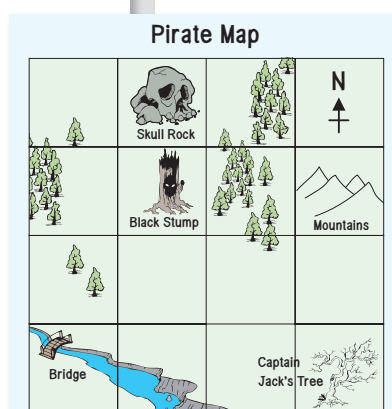 Pirate Map
N
Skull Rock
Black Stump
Mountains
Bridge
Captain
Jack's Tree